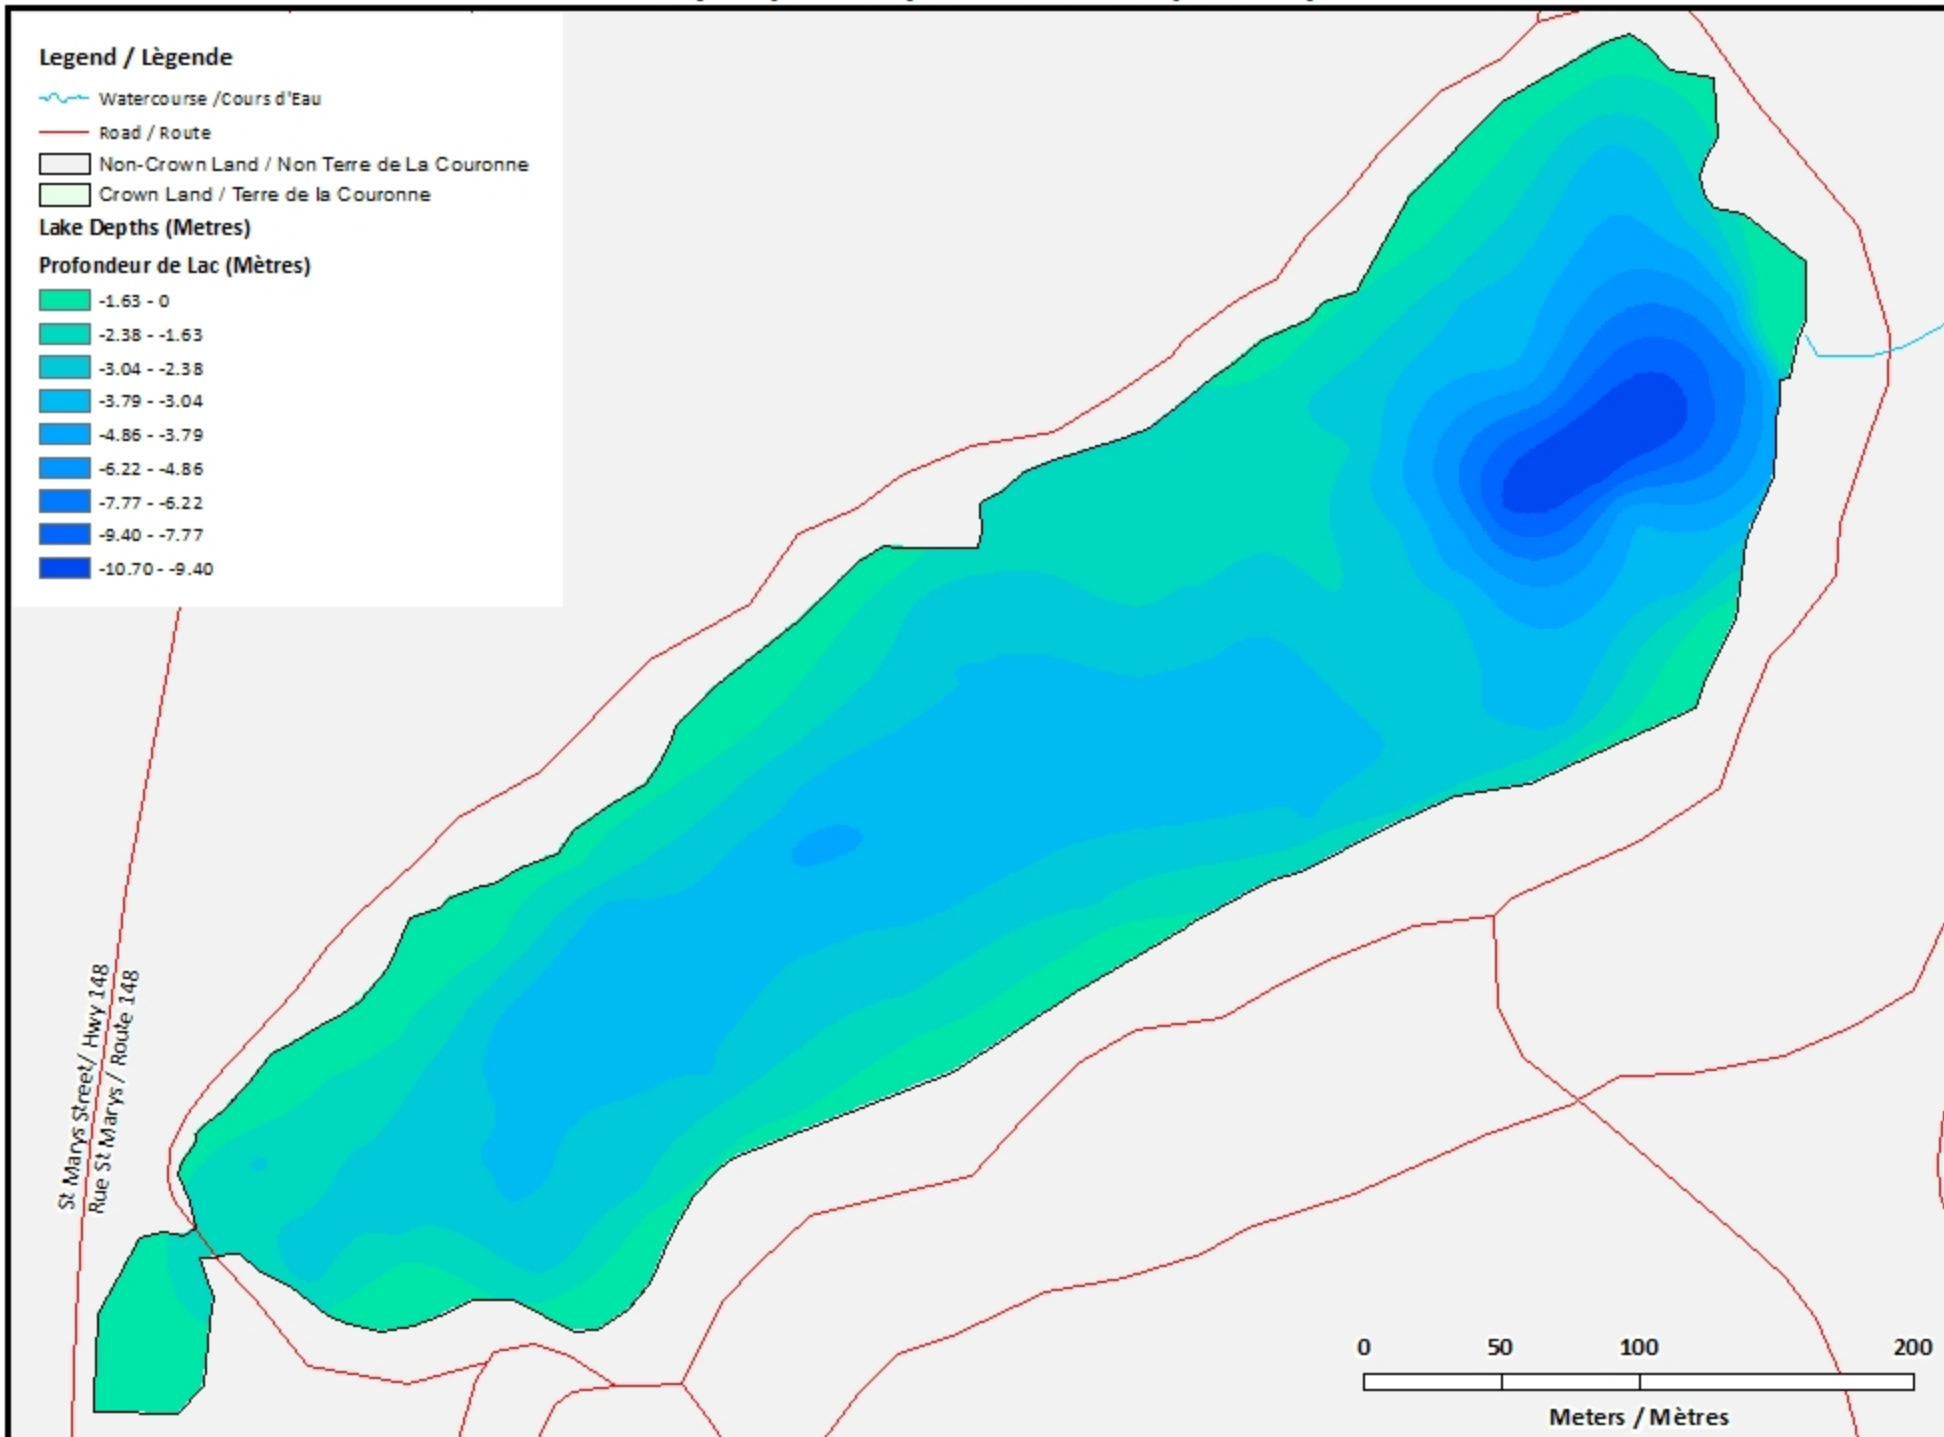 Legend / Lègende
Watercourse /Cours d'Eau
Road / Route
Non-Crown Land / Non Terre de La Couronne
Crown Land / Terre de la Couronne
Lake Depths (Metres)
Profondeur de Lac (Mètres)
-1.63 - 0
-2.38 - -1.63
-3.04 - -2.38
-3.79 - -3.04
-4.86 - -3.79
-6.22 - -4.86
-7.77 - -6.22
-9.40 - -7.77
-10.70 - -9.40
St Marys Street/ Hwy 148
Rue St Marys / Route 148
0 50 100 200
Meters / Mètres